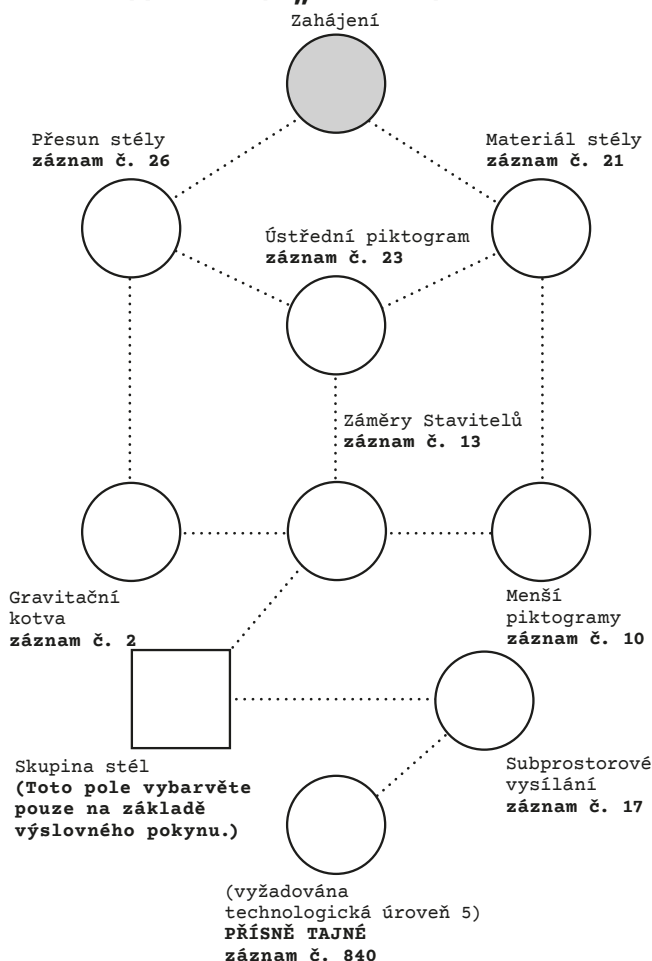 Zahájení
Přesun stély
záznam č. 26
Materiál stély
záznam č. 21
Ústřední piktogram
záznam č. 23
Záměry Stavitelů
záznam č. 13
Gravitační
kotva
záznam č. 2
Menší
piktogramy
záznam č. 10
Skupina stél
(Toto pole vybarvěte
pouze na základě
výslovného pokynu.)
Subprostorové
vysílání
záznam č. 17
(vyžadována
technologická úroveň 5)
PŘÍSNĚ TAJNÉ
záznam č. 840